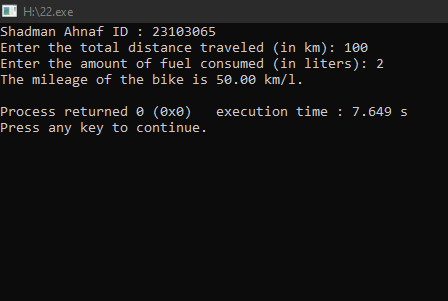 H:\22.exe
Shadman Ahnaf ID : 23103065
Enter the total distance traveled (in km): 100
Enter the amount of fuel consumed (in liters): 2
The mileage of the bike is 50.00 km/l.
Process returned 0 (0x0)   execution time : 7.649 s
Press any key to continue.